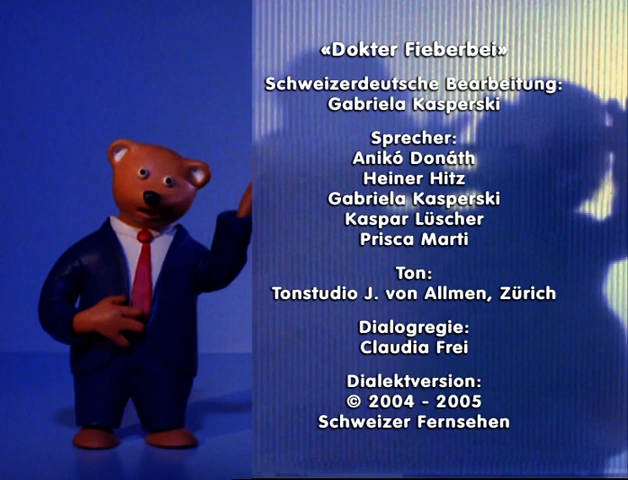 «Dokter Fieberbei»
Schweizerdeutsche Bearbeitung:
Gabriela Kasperski
Sprecher:
Anikó Donáth
Heiner Hitz
Gabriela Kasperski
Kaspar Lüscher
Prisca Marti
Ton:
Tonstudio J. von Allmen, Zürich
Dialogregie:
Claudia Frei
Dialektversion:
© 2004 - 2005
Schweizer Fernsehen